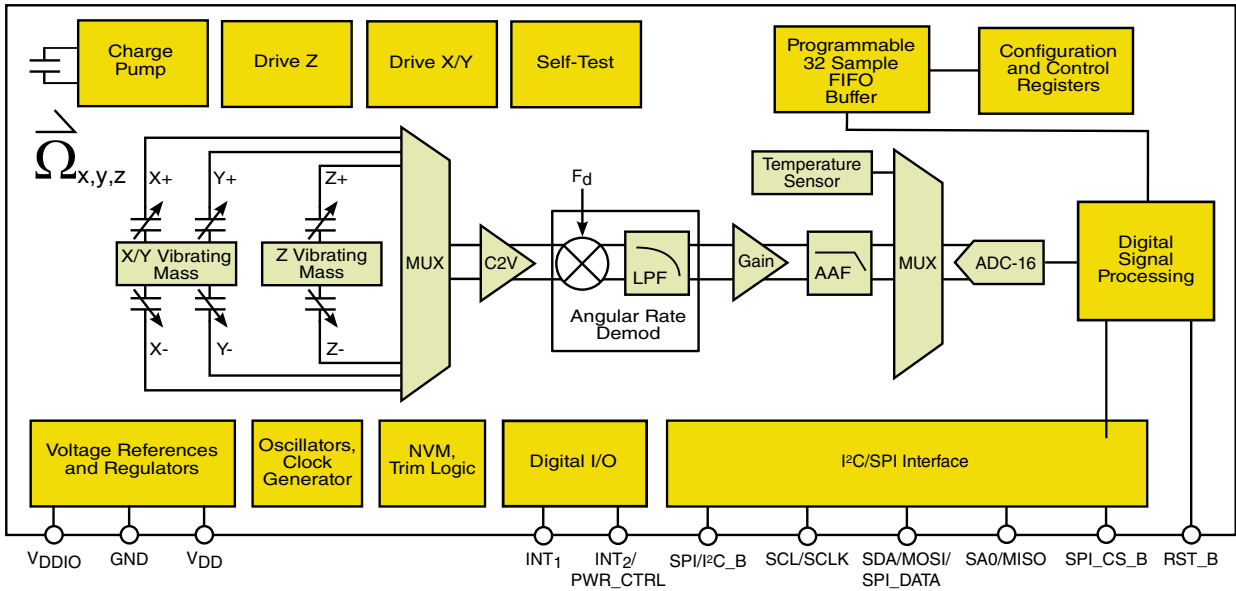 Charge
Pump
Drive Z
Drive X/Y
Self-Test
Programmable
32 Sample
FIFO
Buffer
Configuration
and Control
Registers
Ωx,y,z
X+
Y+
Z+
Fd
Temperature
Sensor
X/Y Vibrating
Mass
Z Vibrating
Mass
MUX
C2V
LPF
Angular Rate
Demod
Gain
AAF
MUX
ADC-16
Digital
Signal
Processing
X-
Y-
Z-
Voltage References
and Regulators
Oscillators,
Clock
Generator
NVM,
Trim Logic
Digital I/O
I²C/SPI Interface
VDDIO
GND
VDD
INT1
INT2/
PWR_CTRL
SPI/I²C_B
SCL/SCLK
SDA/MOSI/
SPI_DATA
SA0/MISO
SPI_CS_B
RST_B